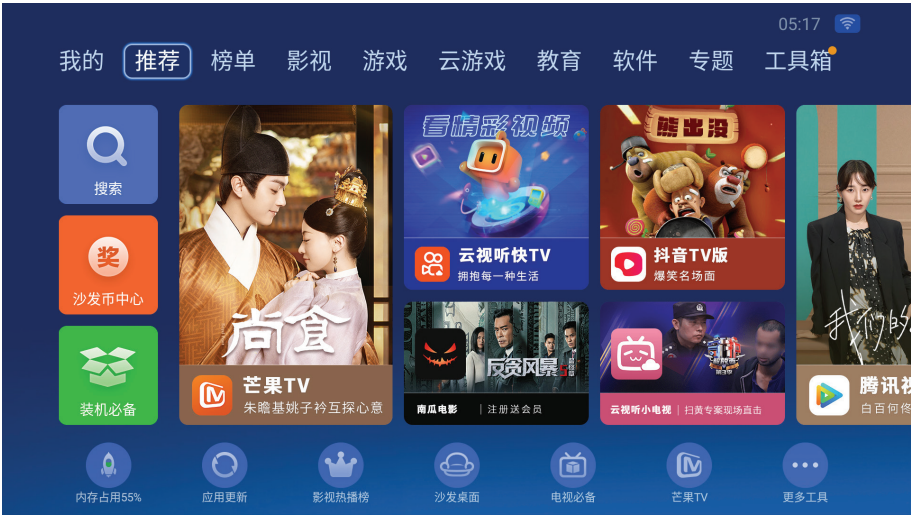 05:17
我的 推荐 榜单 影视 游戏 云游戏 教育 软件 专题 工具箱
搜索
奖
沙发币中心
装机必备
尚食
芒果TV
朱瞻基姚子衿互探心意
看精彩视频
云视听快TV
拥抱每一种生活
熊出没
抖音TV版
爆笑名场面
反贪风暴5
南瓜电影 | 注册送会员
云视听小电视 | 扫黄专案现场直击
我们的
腾讯视
白百何佟
内存占用55%
应用更新
影视热播榜
沙发桌面
电视必备
芒果TV
更多工具